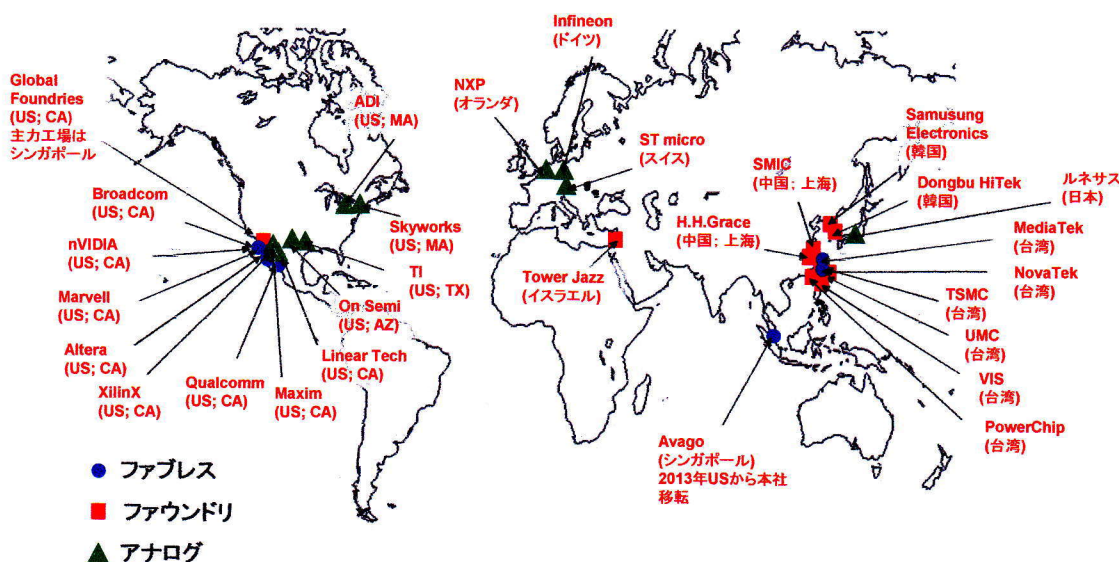 Infineon
(ドイツ)
NXP
(オランダ)
ST micro
(スイス)
Global
Foundries
(US; CA)
主力工場は
シンガポール
ADI
(US; MA)
Skyworks
(US; MA)
Broadcom
(US; CA)
nVIDIA
(US; CA)
Marvell
(US; CA)
Altera
(US; CA)
XilinX
(US; CA)
Qualcomm
(US; CA)
Maxim
(US; CA)
Linear Tech
(US; CA)
On Semi
(US; AZ)
TI
(US; TX)
Tower Jazz
(イスラエル)
Samusung
Electronics
(韓国)
SMIC
(中国; 上海)
Dongbu HiTek
(韓国)
ルネサス
(日本)
H.H.Grace
(中国; 上海)
MediaTek
(台湾)
NovaTek
(台湾)
TSMC
(台湾)
UMC
(台湾)
VIS
(台湾)
PowerChip
(台湾)
Avago
(シンガポール)
2013年USから本社
移転
ファブレス
ファウンドリ
アナログ